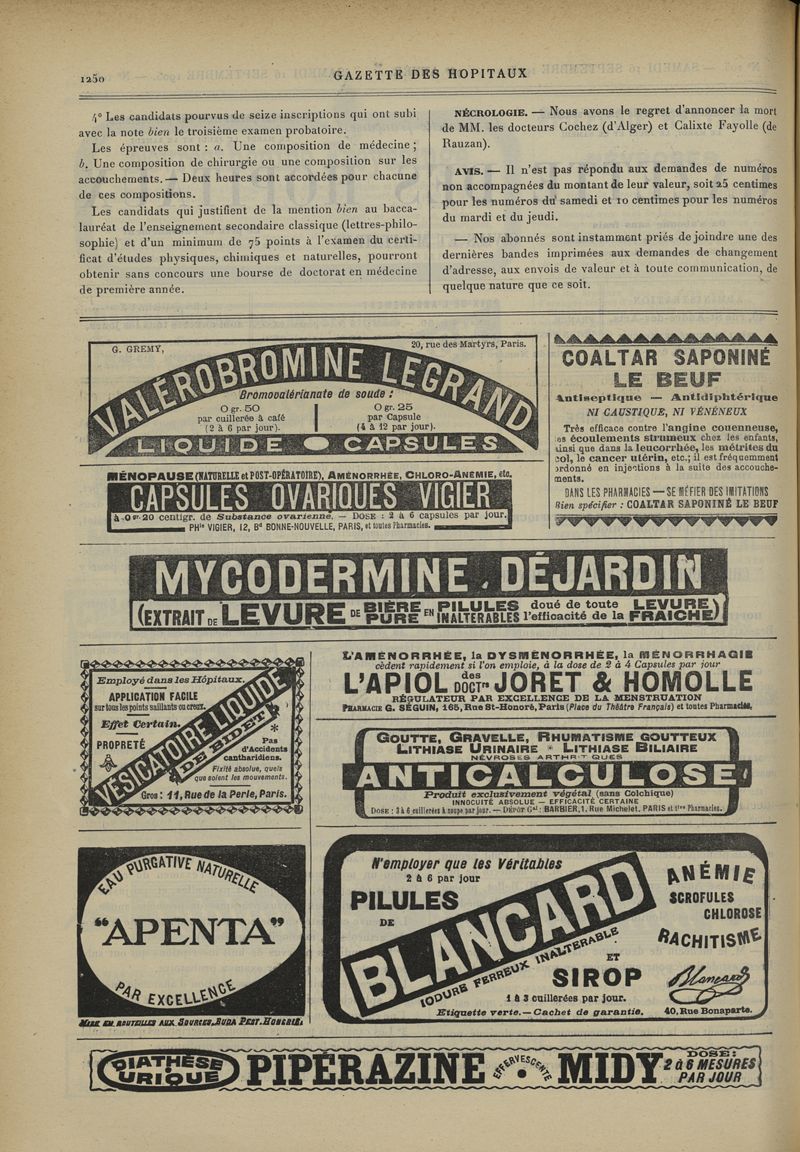 1250
GAZETTE DES HOPITAUX
4° Les candidats pourvus de seize inscriptions qui ont subi
avec la note bien le troisième examen probatoire.
Les épreuves sont : a. Une composition de médecine ;
b. Une composition de chirurgie ou une composition sur les
accouchements. — Deux heures sont accordées pour chacune
de ces compositions.
Les candidats qui justifient de la mention bien au bacca-
lauréat de l'enseignement secondaire classique (lettres-philo-
sophie) et d'un minimum de 75 points à l'examen du certi-
ficat d'études physiques, chimiques et naturelles, pourront
obtenir sans concours une bourse de doctorat en médecine
de première année.
NÉCROLOGIE. — Nous avons le regret d'annoncer la mort
de MM. les docteurs Cochez (d'Alger) et Calixte Fayolle (de
Rauzan).
AVIS. — Il n'est pas répondu aux demandes de numéros
non accompagnées du montant de leur valeur, soit 25 centimes
pour les numéros du samedi et 10 centimes pour les numéros
du mardi et du jeudi.
— Nos abonnés sont instamment priés de joindre une des
dernières bandes imprimées aux demandes de changement
d'adresse, aux envois de valeur et à toute communication, de
quelque nature que ce soit.
G. GREMY,
20, rue des Martyrs, Paris.
VALÉROBROMINE LEGRAND
Bromovalérianate de soude :
0 gr. 50
par cuillerée à café
(2 à 6 par jour).
0 gr. 25
par Capsule
(4 à 12 par jour).
LIQUIDE CAPSULES
COALTAR SAPONINÉ
LE BEUF
Antiseptique — Antidiphtérique
NI CAUSTIQUE, NI VÉNÉNEUX
Très efficace contre l'angine couenneuse,
les écoulements strumeux chez les enfants,
ainsi que dans la leucorrhée, les métrites du
col, le cancer utérin, etc.; il est fréquemment
ordonné en injections à la suite des accouche-
ments.
DANS LES PHARMACIES — SE MÉFIER DES IMITATIONS
Bien spécifier : COALTAR SAPONINÉ LE BEUF
MÉNOPAUSE (NATURELLE et POST-OPÉRATOIRE), AMÉNORRHÉE, CHLORO-ANÉMIE, etc.
CAPSULES OVARIQUES VIGIER
à 0 gr. 20 centigr. de Substance ovarienne. — DOSE : 2 à 6 capsules par jour.
PHie VIGIER, 12, Bd BONNE-NOUVELLE, PARIS, et toutes Pharmacies.
MYCODERMINE DÉJARDIN
(EXTRAIT DE LEVURE DE BIÈRE PURE EN PILULES INALTÉRABLES doué de toute l'efficacité de la LEVURE FRAICHE)
Employé dans les Hôpitaux.
APPLICATION FACILE
sur tous les points saillants ou creux.
Effet Certain.
PROPRETÉ
VÉSICATOIRE LIQUIDE
DE BIDET
Pas
d'Accidents
cantharidiens.
Fixité absolue, quels
que soient les mouvements.
Gros : 11, Rue de la Perle, Paris.
L'AMÉNORRHÉE, la DYSMÉNORRHÉE, la MÉNORRHAGIE
cèdent rapidement si l'on emploie, à la dose de 2 à 4 Capsules par jour
L'APIOL des DOCTrs JORET & HOMOLLE
RÉGULATEUR PAR EXCELLENCE DE LA MENSTRUATION
PHARMACIE G. SÉGUIN, 165, Rue St-Honoré, Paris (Place du Théâtre Français) et toutes Pharmacies.
GOUTTE, GRAVELLE, RHUMATISME GOUTTEUX
LITHIASE URINAIRE * LITHIASE BILIAIRE
NÉVROSES ARTHRIT QUES
ANTICALCULOSE
Produit exclusivement végétal (sans Colchique)
INNOCUITÉ ABSOLUE — EFFICACITÉ CERTAINE
DOSE : 3 à 6 cuillerées à soupe par jour. — DÉPOT Gal : BARBIER, 1, Rue Michelet, PARIS et ttes Pharmacies.
EAU PURGATIVE NATURELLE
"APENTA"
PAR EXCELLENCE
MISE EN BOUTEILLES AUX SOURCES, BUDA PEST. HONGRIE.
N'employer que les Véritables
2 à 6 par jour
PILULES
DE
BLANCARD
IODURE FERREUX INALTERABLE
ET
SIROP
1 à 3 cuillerées par jour.
Etiquette verte. — Cachet de garantie.
ANÉMIE
SCROFULES
CHLOROSE
RACHITISME
Blancard
40, Rue Bonaparte.
DIATHÈSE
URIQUE
PIPÉRAZINE EFFERVESCENTE MIDY
DOSE :
2 à 6 MESURES
PAR JOUR